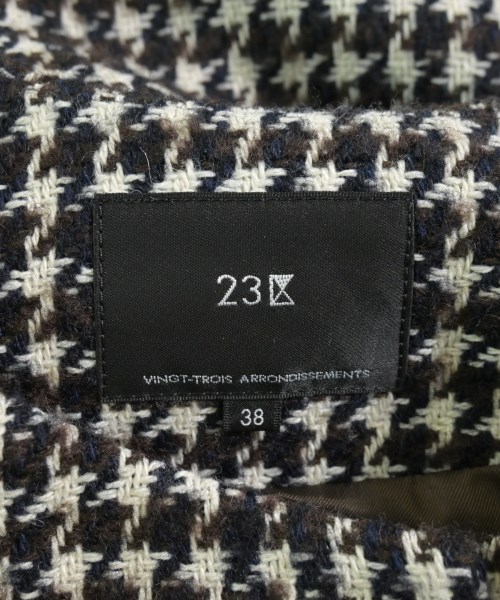 23区
VINGT-TROIS ARRONDISSEMENTS
38